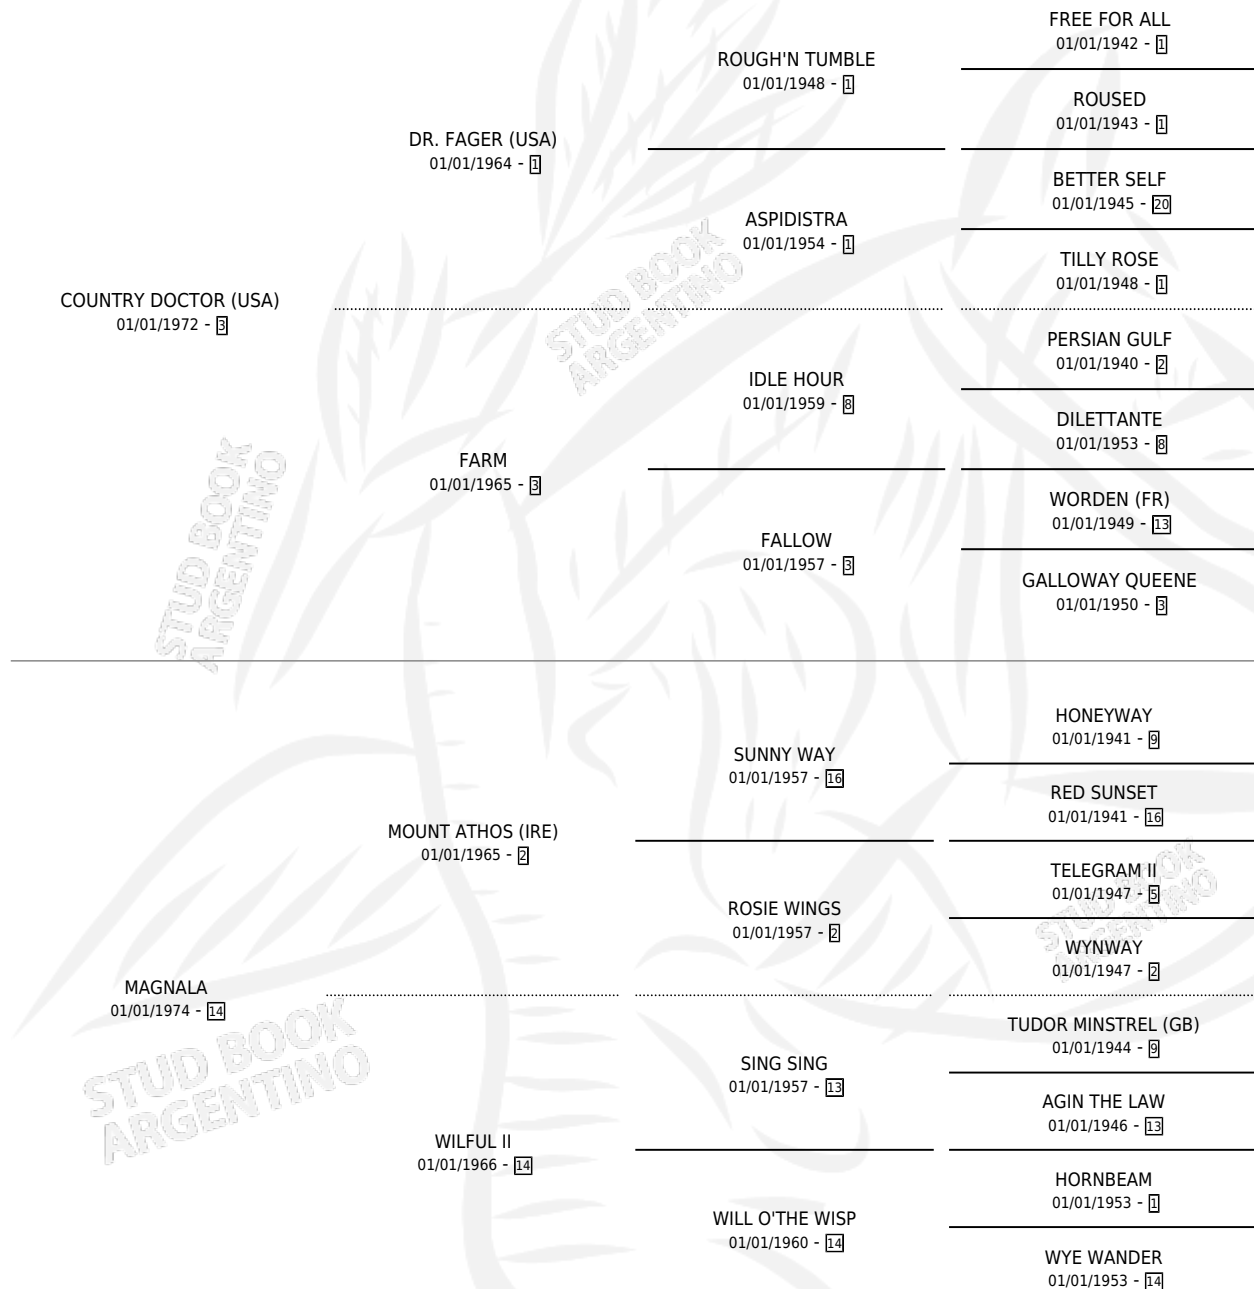 FREE FOR ALL
01/01/1942 - 1
ROUGH'N TUMBLE
01/01/1948 - 1
ROUSED
01/01/1943 - 1
DR. FAGER (USA)
01/01/1964 - 1
BETTER SELF
01/01/1945 - 20
ASPIDISTRA
01/01/1954 - 1
TILLY ROSE
01/01/1948 - 1
COUNTRY DOCTOR (USA)
01/01/1972 - 3
PERSIAN GULF
01/01/1940 - 2
IDLE HOUR
01/01/1959 - 8
DILETTANTE
01/01/1953 - 8
FARM
01/01/1965 - 3
WORDEN (FR)
01/01/1949 - 13
FALLOW
01/01/1957 - 3
GALLOWAY QUEENE
01/01/1950 - 3
HONEYWAY
01/01/1941 - 9
SUNNY WAY
01/01/1957 - 16
RED SUNSET
01/01/1941 - 16
MOUNT ATHOS (IRE)
01/01/1965 - 2
TELEGRAM II
01/01/1947 - 5
ROSIE WINGS
01/01/1957 - 2
WYNWAY
01/01/1947 - 2
MAGNALA
01/01/1974 - 14
TUDOR MINSTREL (GB)
01/01/1944 - 9
SING SING
01/01/1957 - 13
AGIN THE LAW
01/01/1946 - 13
WILFUL II
01/01/1966 - 14
HORNBEAM
01/01/1953 - 1
WILL O'THE WISP
01/01/1960 - 14
WYE WANDER
01/01/1953 - 14
STUD BOOK
ARGENTINO
STUD BOOK
ARGENTINO
STUD BOOK
ARGENTINO
STUD BOOK
ARGENTINO